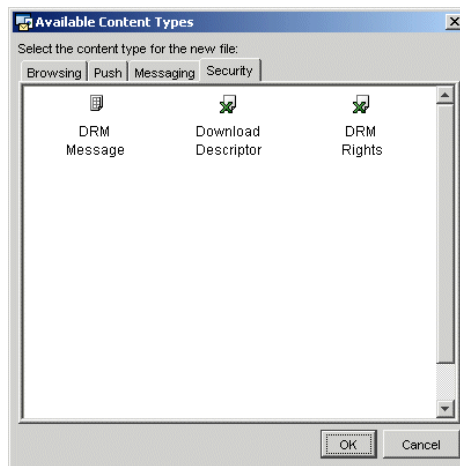 Available Content Types
Select the content type for the new file:
Browsing Push Messaging Security
DRM Message
Download Descriptor
DRM Rights
OK Cancel